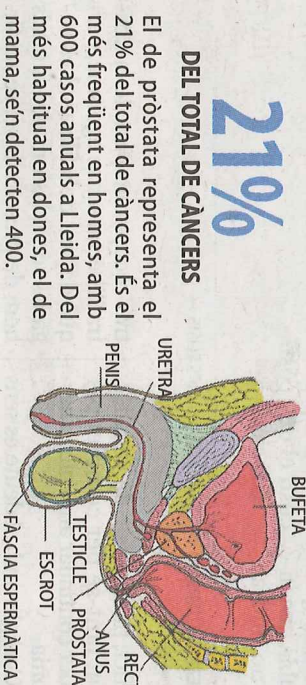 21%
DEL TOTAL DE CÀNCERS
El de pròstata representa el
21% del total de càncers. És el
més freqüent en homes, amb
600 casos anuals a Lleida. Del
més habitual en dones, el de
mama, se'n detecten 400.
BUFETA
URETRA
PENIS
TESTICLE
ESCROT
FÀSCIA ESPERMÀTICA
PRÒSTATA
ANUS